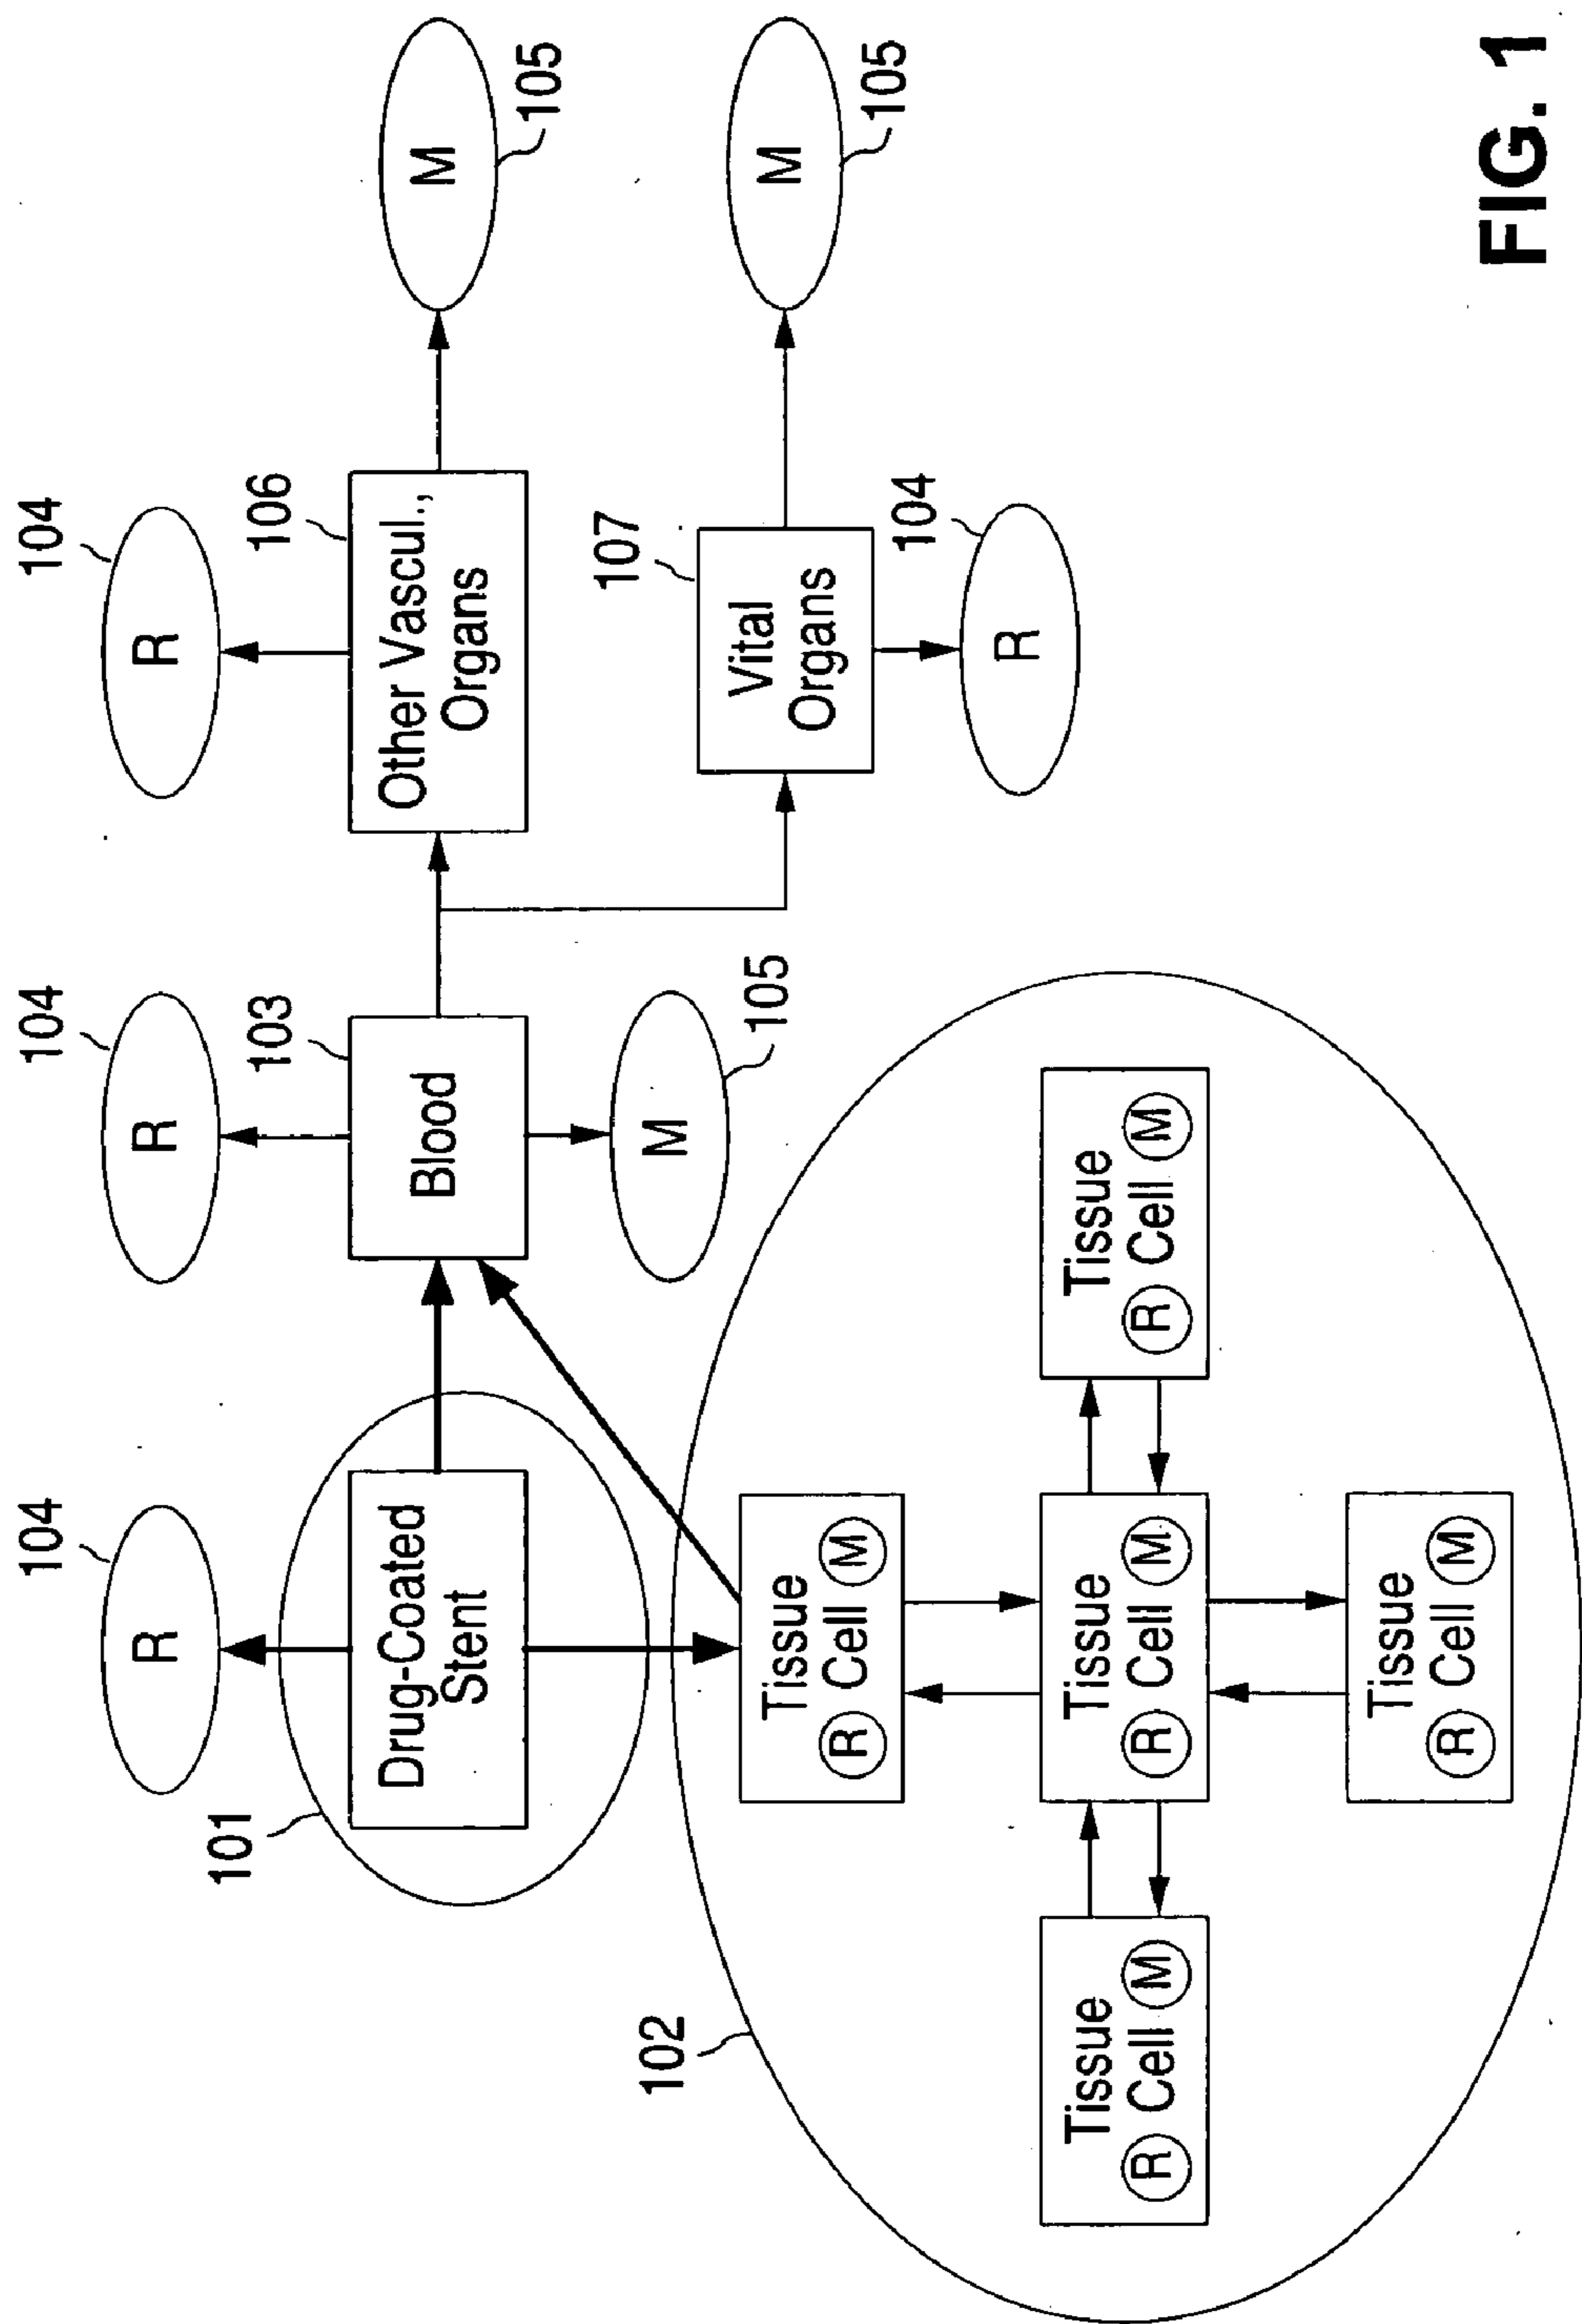 104
104
104
R
R
R
101
103
106
Drug-Coated
Stent
Blood
Other Vascul.,
Organs
M
105
102
M
105
107
Vital
Organs
M
105
104
R
Tissue
R Cell M
Tissue
R Cell M
Tissue
R Cell M
Tissue
R Cell M
Tissue
R Cell M
FIG. 1